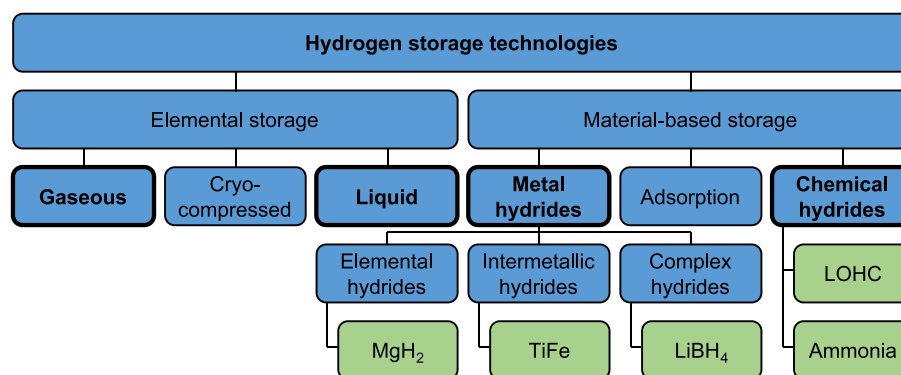 Hydrogen storage technologies
Elemental storage
Material-based storage
Gaseous
Cryo-
compressed
Liquid
Metal
hydrides
Adsorption
Chemical
hydrides
Elemental
hydrides
Intermetallic
hydrides
Complex
hydrides
LOHC
MgH₂
TiFe
LiBH₄
Ammonia